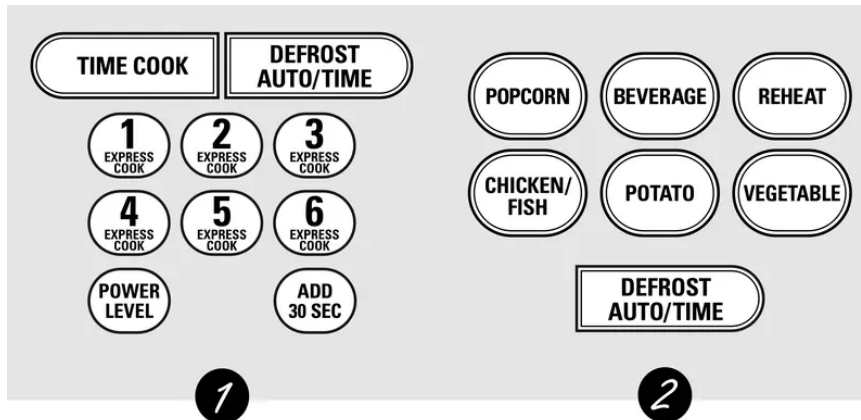 TIME COOK
DEFROST
AUTO/TIME
1
EXPRESS
COOK
2
EXPRESS
COOK
3
EXPRESS
COOK
4
EXPRESS
COOK
5
EXPRESS
COOK
6
EXPRESS
COOK
POWER
LEVEL
ADD
30 SEC
1
POPCORN
BEVERAGE
REHEAT
CHICKEN/
FISH
POTATO
VEGETABLE
DEFROST
AUTO/TIME
2